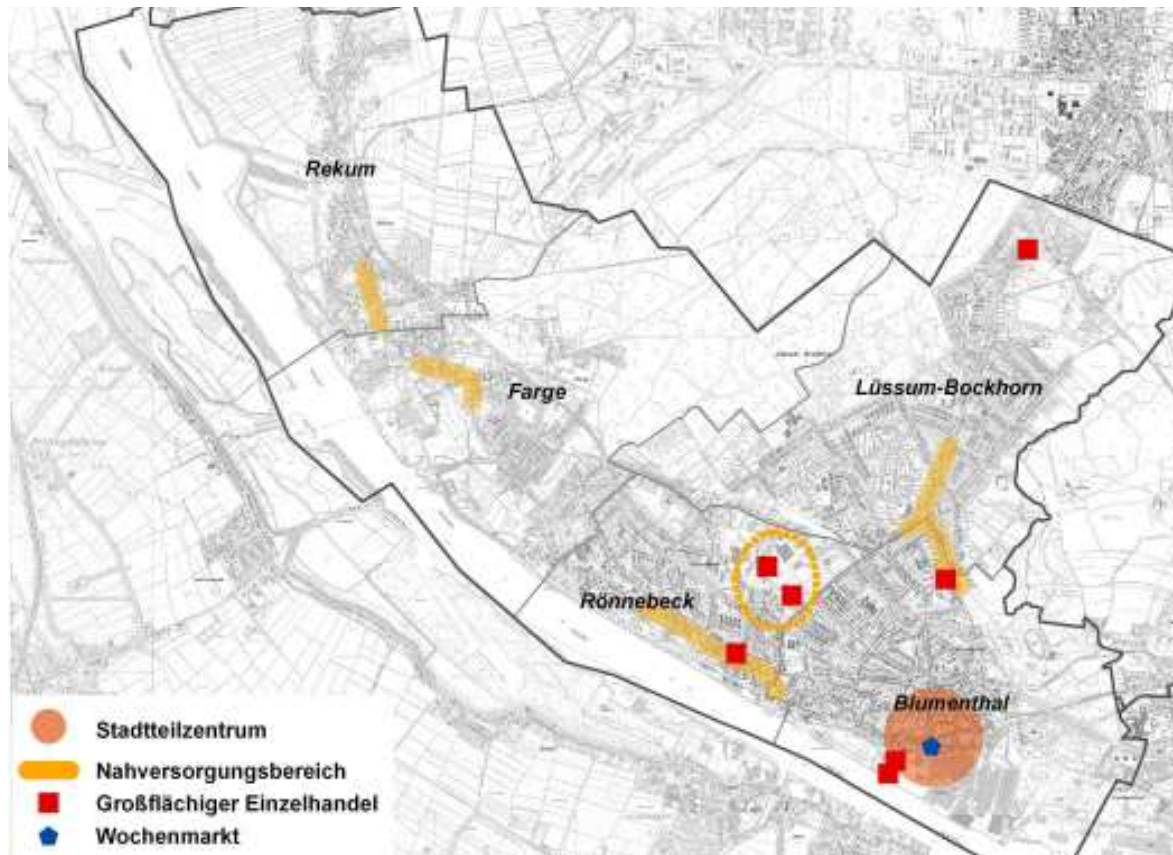 Rekum
Farge
Lüssum-Bockhorn
Rönnebeck
Blumenthal
Stadtteilzentrum
Nahversorgungsbereich
Großflächiger Einzelhandel
Wochenmarkt